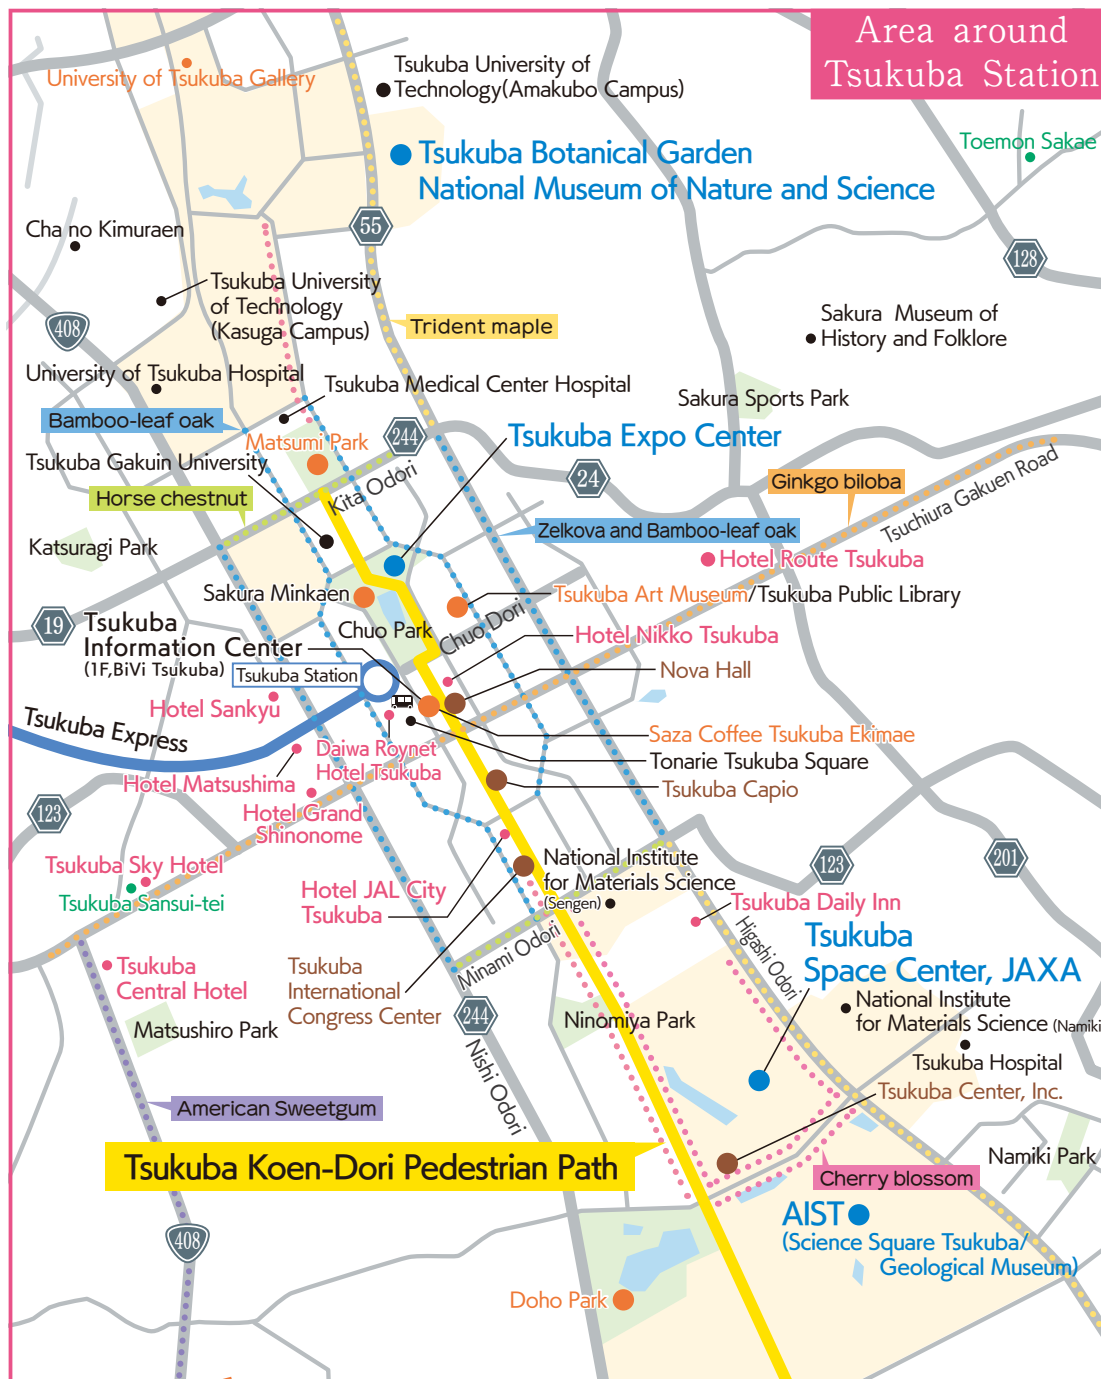 Area around
Tsukuba Station
University of Tsukuba Gallery
Tsukuba University of
Technology(Amakubo Campus)
Toemon Sakae
Tsukuba Botanical Garden
National Museum of Nature and Science
55
Cha no Kimuraen
128
Tsukuba University
of Technology
(Kasuga Campus)
408
Trident maple
Sakura Museum of
History and Folklore
University of Tsukuba Hospital
Tsukuba Medical Center Hospital
Sakura Sports Park
Bamboo-leaf oak
Matsumi Park
244
Tsukuba Expo Center
Tsukuba Gakuin University
Kita Odori
24
Ginkgo biloba
Tsuchiura Gakuen Road
Horse chestnut
Zelkova and Bamboo-leaf oak
Katsuragi Park
Hotel Route Tsukuba
Sakura Minkaen
Tsukuba Art Museum/Tsukuba Public Library
19
Tsukuba
Information Center
(1F,BiVi Tsukuba)
Chuo Park
Chuo Dori
Hotel Nikko Tsukuba
Nova Hall
Tsukuba Station
Hotel Sankyu
Tsukuba Express
Saza Coffee Tsukuba Ekimae
Daiwa Roynet
Hotel Tsukuba
Tonarie Tsukuba Square
Hotel Matsushima
Tsukuba Capio
123
Hotel Grand
Shinonome
Tsukuba Sky Hotel
Tsukuba Sansui-tei
National Institute
for Materials Science
(Sengen)
123
201
Hotel JAL City
Tsukuba
Tsukuba Daily Inn
Minami Odori
Higashi Odori
Tsukuba
Space Center, JAXA
Tsukuba
Central Hotel
Tsukuba
International
Congress Center
National Institute
for Materials Science (Namiki
Matsushiro Park
244
Ninomiya Park
Tsukuba Hospital
Nishi Odori
Tsukuba Center, Inc.
American Sweetgum
Tsukuba Koen-Dori Pedestrian Path
Namiki Park
Cherry blossom
AIST
(Science Square Tsukuba/
Geological Museum)
408
Doho Park